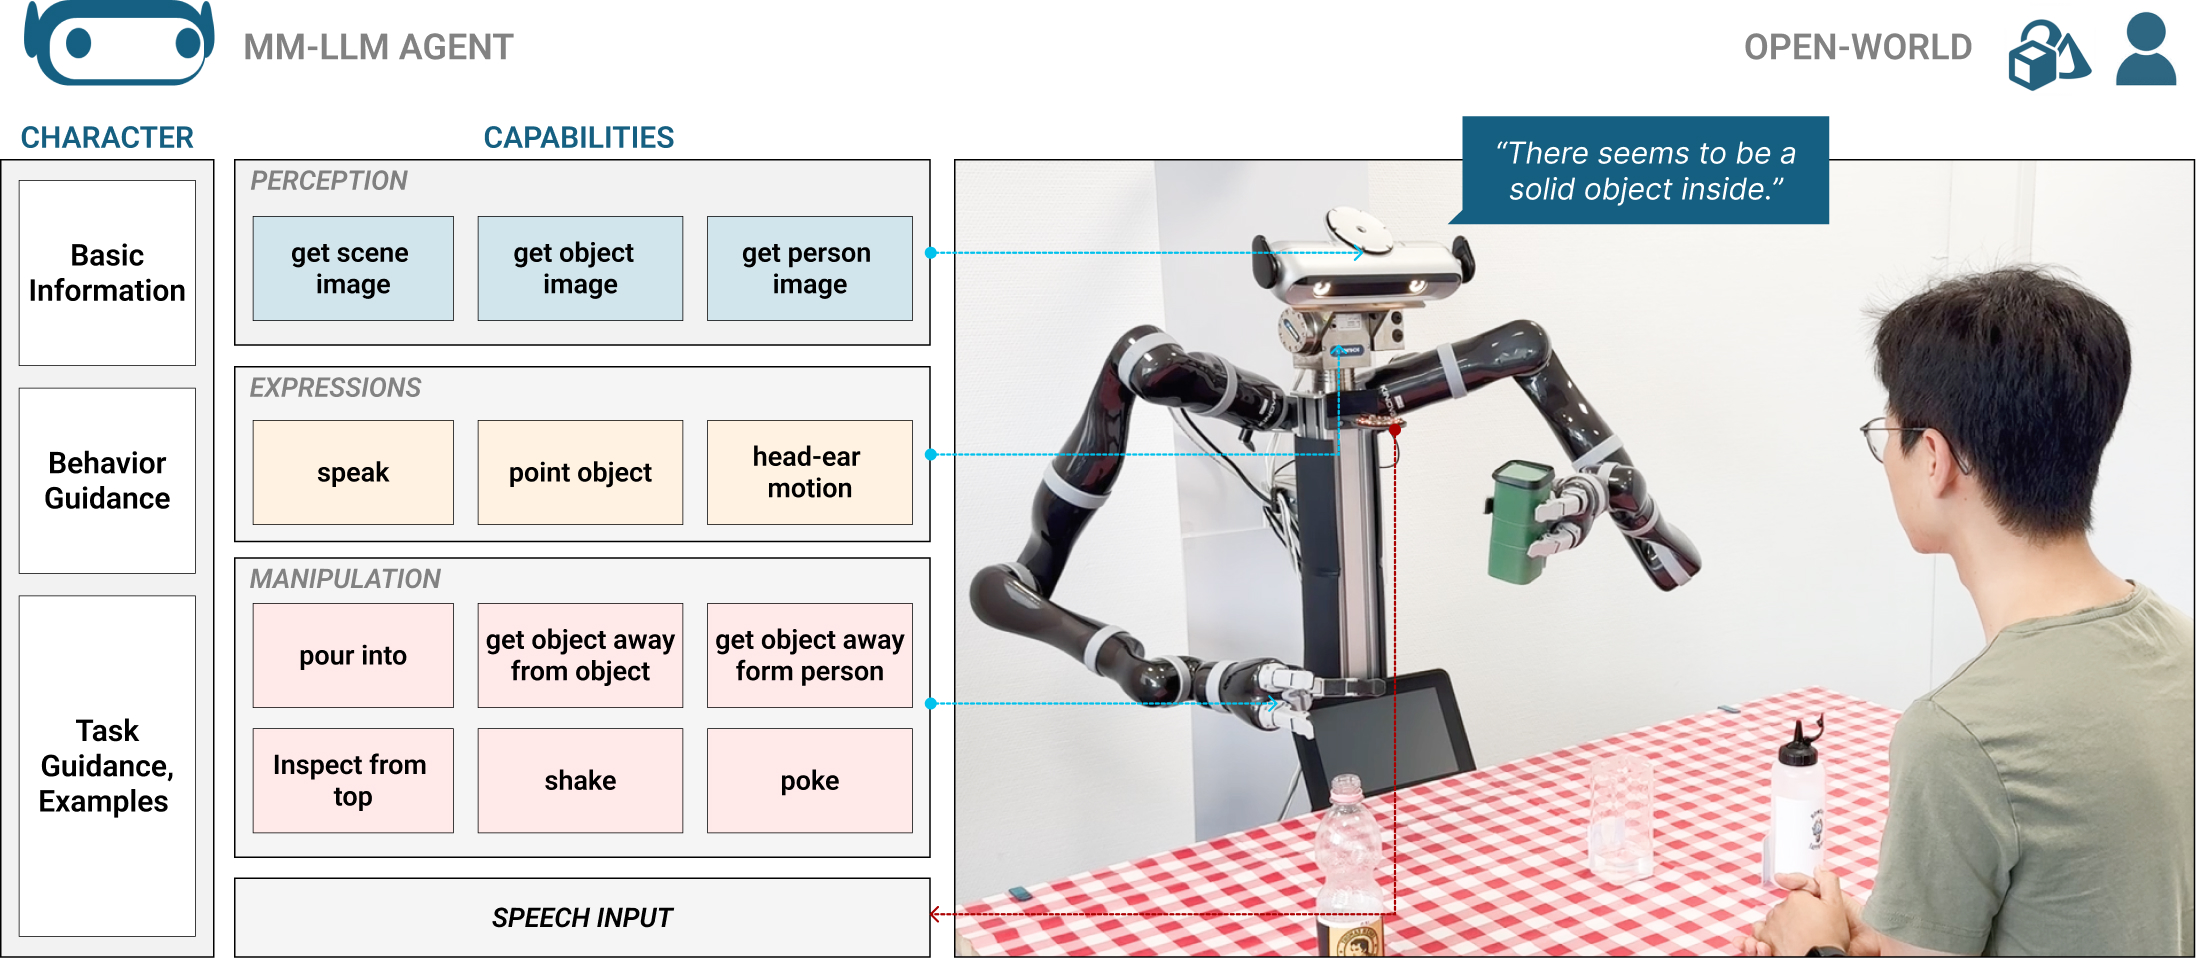 MM-LLM AGENT
OPEN-WORLD
CHARACTER
Basic
Information
Behavior
Guidance
Task
Guidance,
Examples
CAPABILITIES
PERCEPTION
get scene
image
get object
image
get person
image
EXPRESSIONS
speak
point object
head-ear
motion
MANIPULATION
pour into
get object away
from object
get object away
form person
Inspect from
top
shake
poke
SPEECH INPUT
“There seems to be a
solid object inside.”